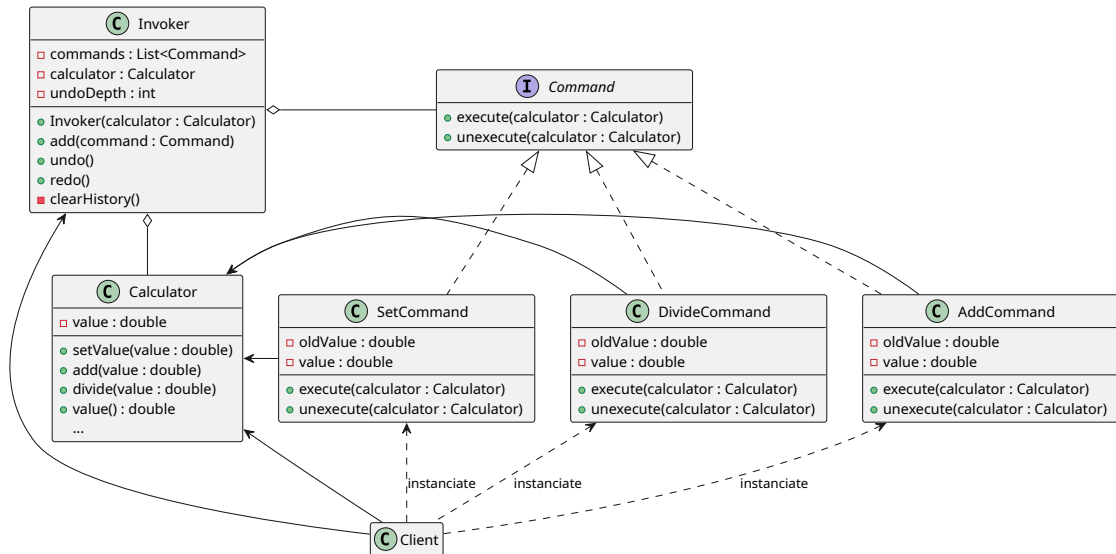 C Invoker
commands : List<Command>
calculator : Calculator
undoDepth : int
Invoker(calculator : Calculator)
add(command : Command)
undo()
redo()
clearHistory()
I Command
execute(calculator : Calculator)
unexecute(calculator : Calculator)
C Calculator
value : double
setValue(value : double)
add(value : double)
divide(value : double)
value() : double
...
C SetCommand
oldValue : double
value : double
execute(calculator : Calculator)
unexecute(calculator : Calculator)
C DivideCommand
oldValue : double
value : double
execute(calculator : Calculator)
unexecute(calculator : Calculator)
C AddCommand
oldValue : double
value : double
execute(calculator : Calculator)
unexecute(calculator : Calculator)
instanciate
instanciate
instanciate
C Client